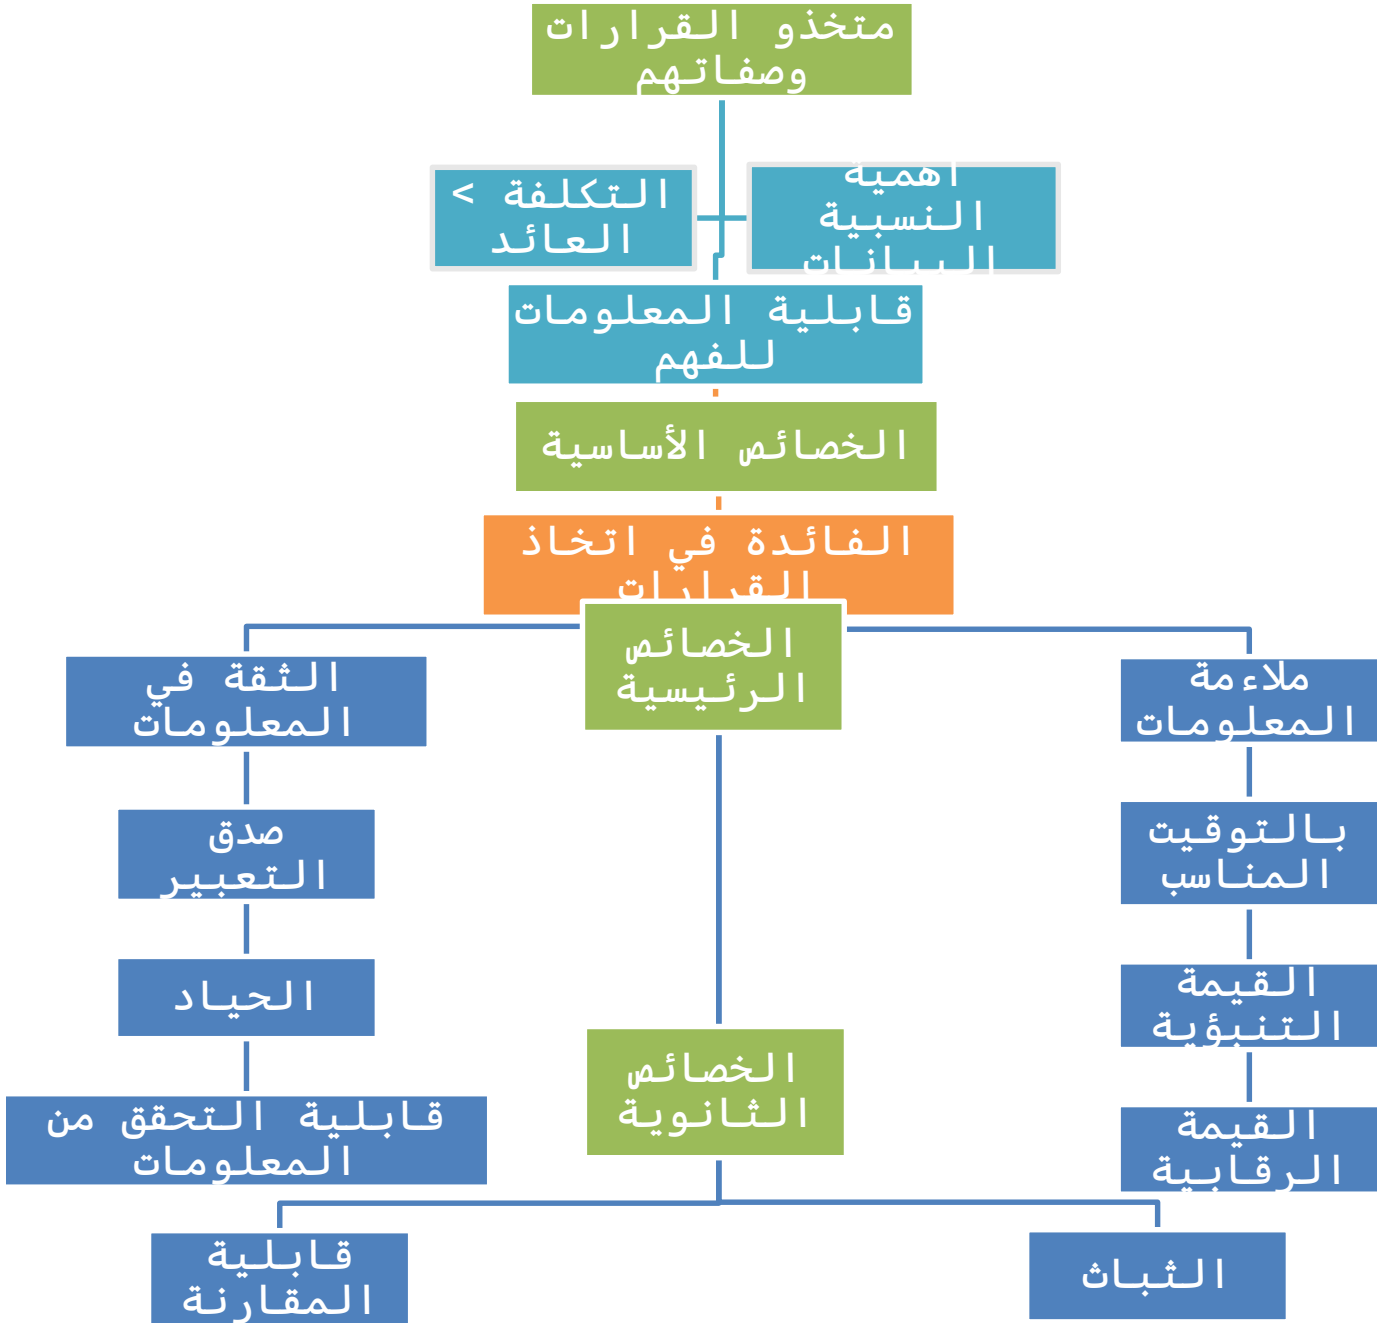 متخذو القرارات
وصفاتهم
أهمية
النسبية
البيانات
التكلفة >
العائد
قابلية المعلومات
للفهم
الخصائص الأساسية
الفائدة في اتخاذ
القرارات
الخصائص
الرئيسية
ملاءمة
المعلومات
الثقة في
المعلومات
بالتوقيت
المناسب
صدق
التعبير
القيمة
التنبؤية
الحياد
القيمة
الرقابية
قابلية التحقق من
المعلومات
الخصائص
الثانوية
الثبات
قابلية
المقارنة